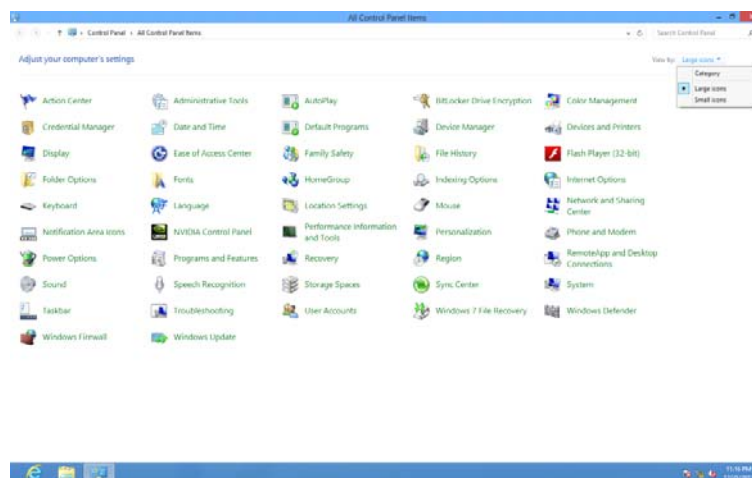 All Control Panel Items
Control Panel
All Control Panel Items
Search Control Panel
Adjust your computer's settings
View by: Large icons
Category
Large icons
Small icons
Action Center
Administrative Tools
AutoPlay
BitLocker Drive Encryption
Color Management
Credential Manager
Date and Time
Default Programs
Device Manager
Devices and Printers
Display
Ease of Access Center
Family Safety
File History
Flash Player (32-bit)
Folder Options
Fonts
HomeGroup
Indexing Options
Internet Options
Keyboard
Language
Location Settings
Mouse
Network and Sharing
Center
Notification Area Icons
NVIDIA Control Panel
Performance Information
and Tools
Personalization
Phone and Modem
Power Options
Programs and Features
Recovery
Region
RemoteApp and Desktop
Connections
Sound
Speech Recognition
Storage Spaces
Sync Center
System
Taskbar
Troubleshooting
User Accounts
Windows 7 File Recovery
Windows Defender
Windows Firewall
Windows Update
11:16 PM